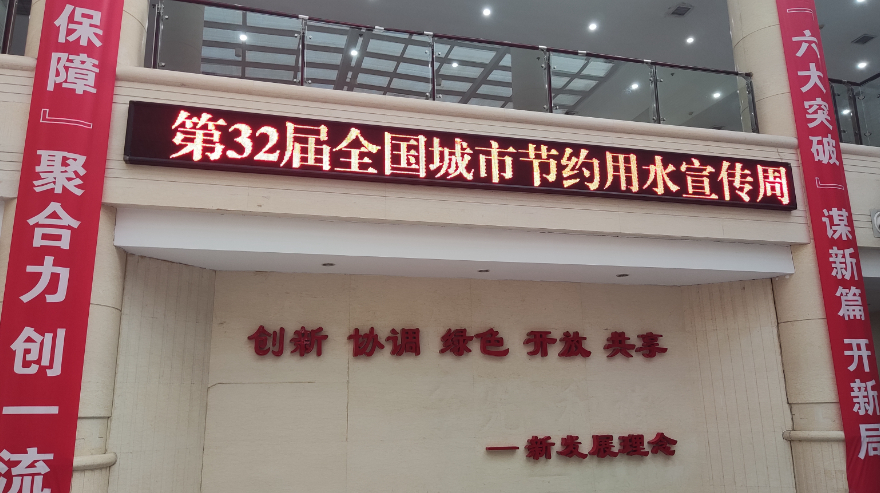 保障』聚合力 创一流
第32届全国城市节约用水宣传周
创新 协调 绿色 开放 共享
—新发展理念
『六大突破』谋新篇 开新局